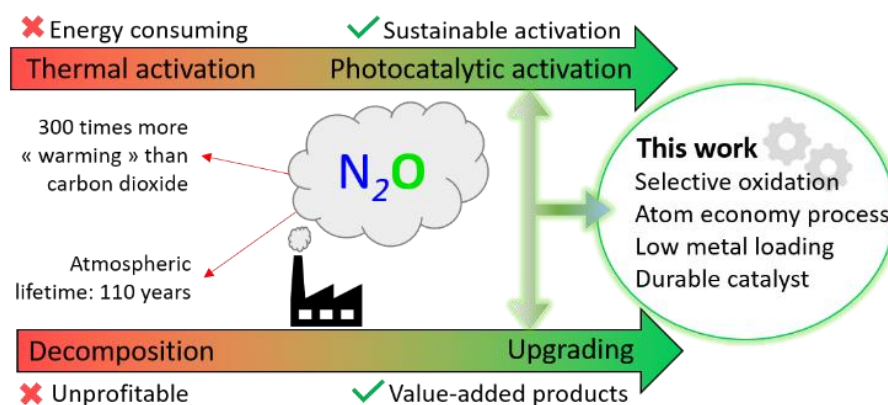 Energy consuming
Sustainable activation
Thermal activation
Photocatalytic activation
300 times more
« warming » than
carbon dioxide
N2O
Atmospheric
lifetime: 110 years
This work
Selective oxidation
Atom economy process
Low metal loading
Durable catalyst
Decomposition
Upgrading
Unprofitable
Value-added products